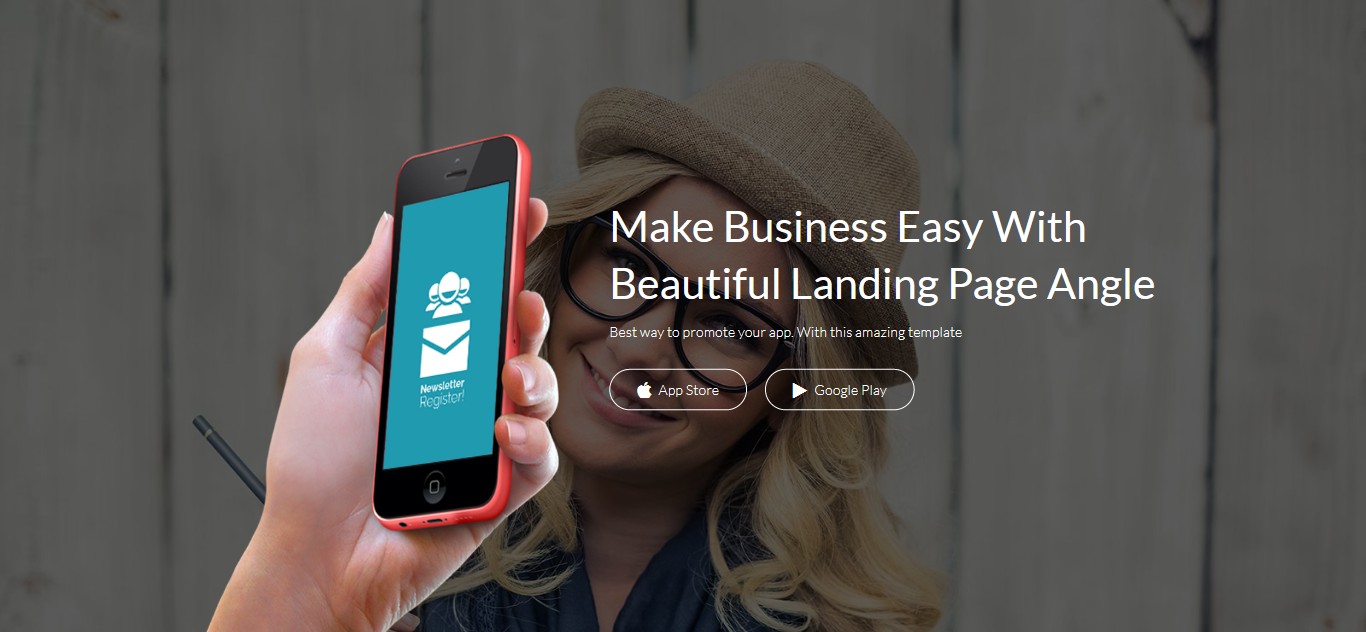 Make Business Easy With
Beautiful Landing Page Angle
Best way to promote your app. With this amazing template
App Store
Google Play
Newsletter
Register!